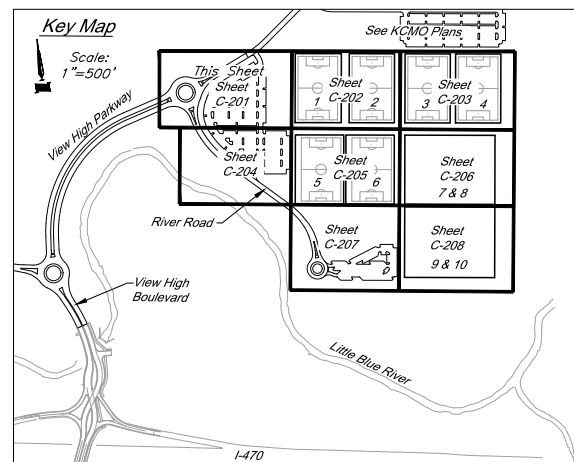 Key Map
Scale:
1"=500'
See KCMO Plans
This Sheet
Sheet
C-201
Sheet
C-202
1
2
Sheet
C-203
3
4
View High Parkway
Sheet
C-204
Sheet
C-205
5
6
Sheet
C-206
7 & 8
River Road
Sheet
C-207
Sheet
C-208
9 & 10
View High
Boulevard
Little Blue River
I-470